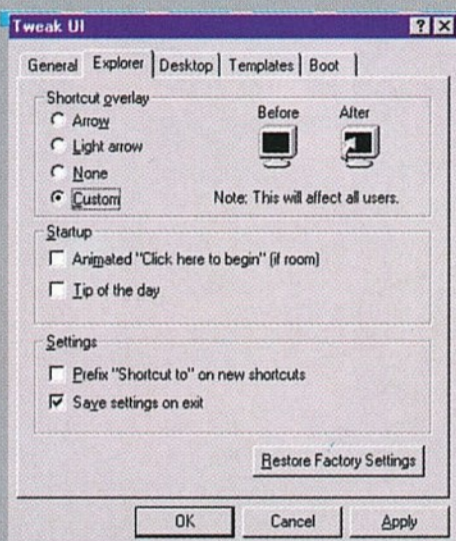 Tweak UI
General Explorer Desktop Templates Boot
Shortcut overlay
Arrow
Light arrow
None
Custom
Before After
Note: This will affect all users.
Startup
Animated "Click here to begin" (if room)
Tip of the day
Settings
Prefix "Shortcut to" on new shortcuts
Save settings on exit
Restore Factory Settings
OK Cancel Apply